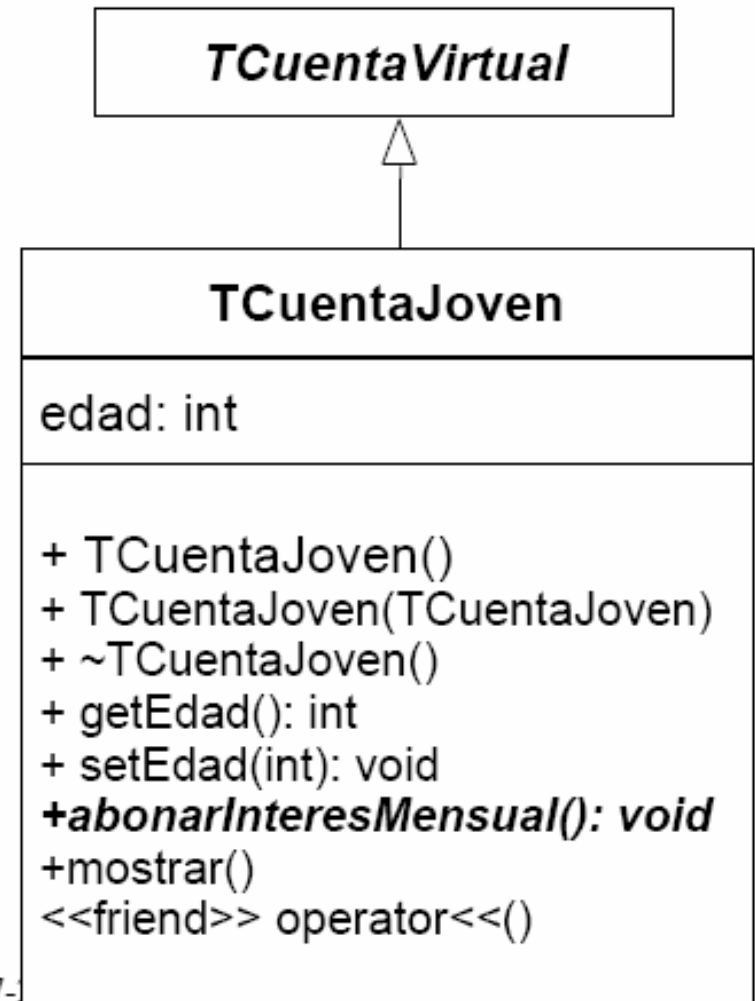 TCuentaVirtual
TCuentaJoven
edad: int
+ TCuentaJoven()
+ TCuentaJoven(TCuentaJoven)
+ ~TCuentaJoven()
+ getEdad(): int
+ setEdad(int): void
+abonarInteresMensual(): void
+mostrar()
<<friend>> operator<<()